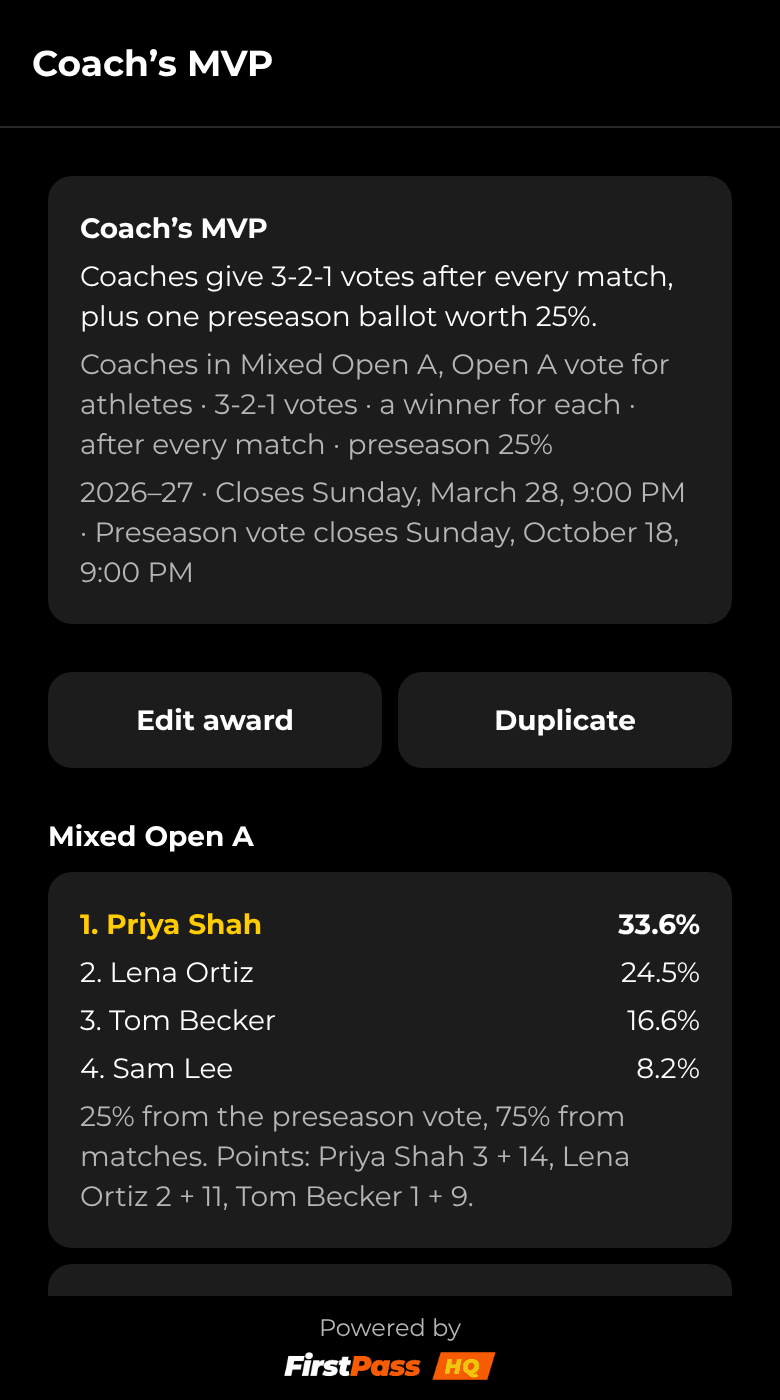 Coach’s MVP
Coach’s MVP
Coaches give 3-2-1 votes after every match,
plus one preseason ballot worth 25%.
Coaches in Mixed Open A, Open A vote for
athletes · 3-2-1 votes · a winner for each ·
after every match · preseason 25%
2026–27 · Closes Sunday, March 28, 9:00 PM
· Preseason vote closes Sunday, October 18,
9:00 PM
Edit award
Duplicate
Mixed Open A
1. Priya Shah 33.6%
2. Lena Ortiz 24.5%
3. Tom Becker 16.6%
4. Sam Lee 8.2%
25% from the preseason vote, 75% from
matches. Points: Priya Shah 3 + 14, Lena
Ortiz 2 + 11, Tom Becker 1 + 9.
Powered by
FirstPass HQ